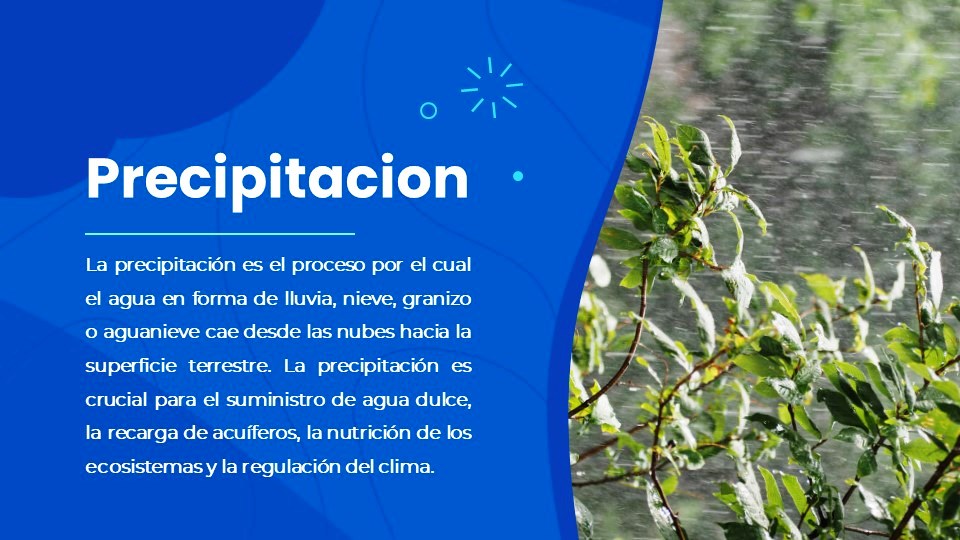 Precipitacion
La precipitación es el proceso por el cual
el agua en forma de lluvia, nieve, granizo
o aguanieve cae desde las nubes hacia la
superficie terrestre. La precipitación es
crucial para el suministro de agua dulce,
la recarga de acuíferos, la nutrición de los
ecosistemas y la regulación del clima.